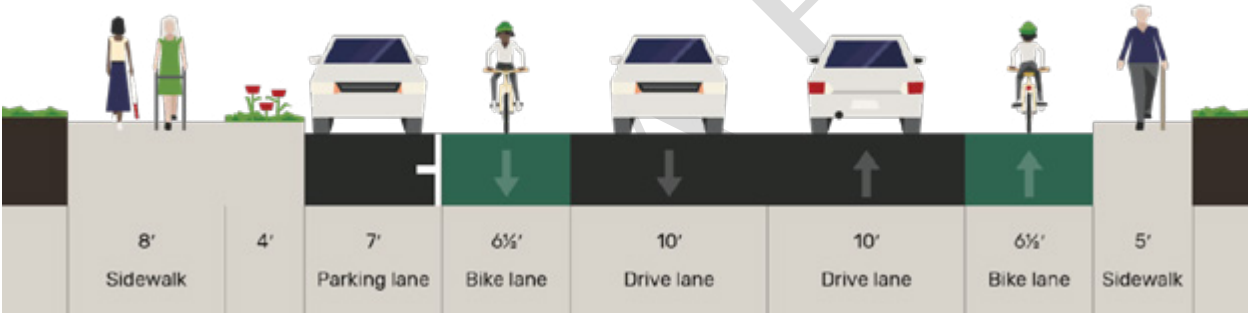 8′ 4′ 7′ 6½′ 10′ 10′ 6½′ 5′
Sidewalk Parking lane Bike lane Drive lane Drive lane Bike lane Sidewalk